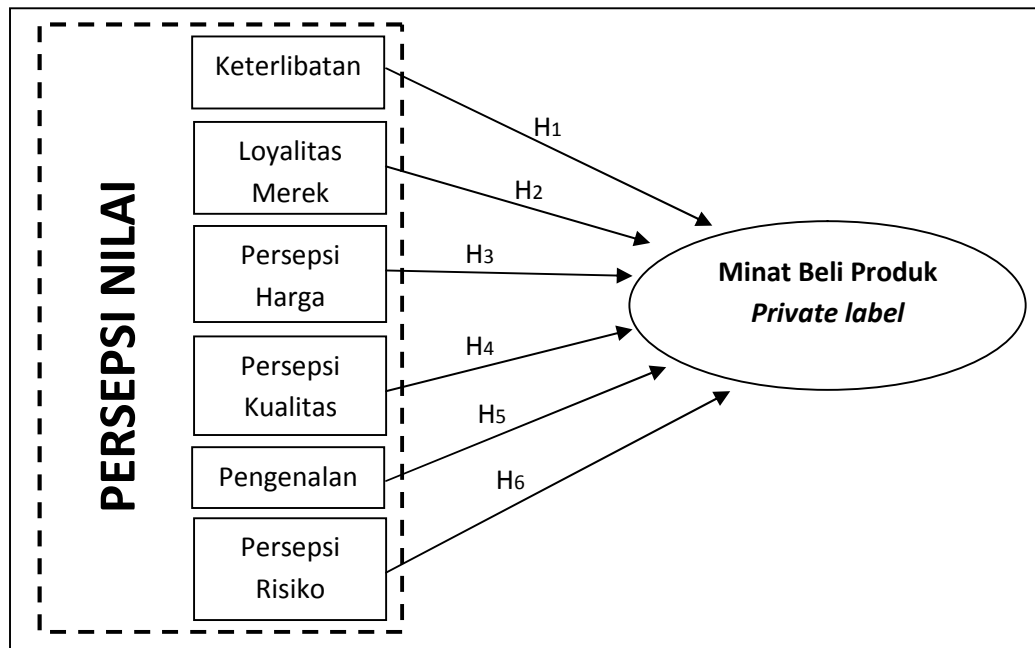 PERSEPSI NILAI
Keterlibatan
Loyalitas
Merek
Persepsi
Harga
Persepsi
Kualitas
Pengenalan
Persepsi
Risiko
H1
H2
H3
H4
H5
H6
Minat Beli Produk
Private label